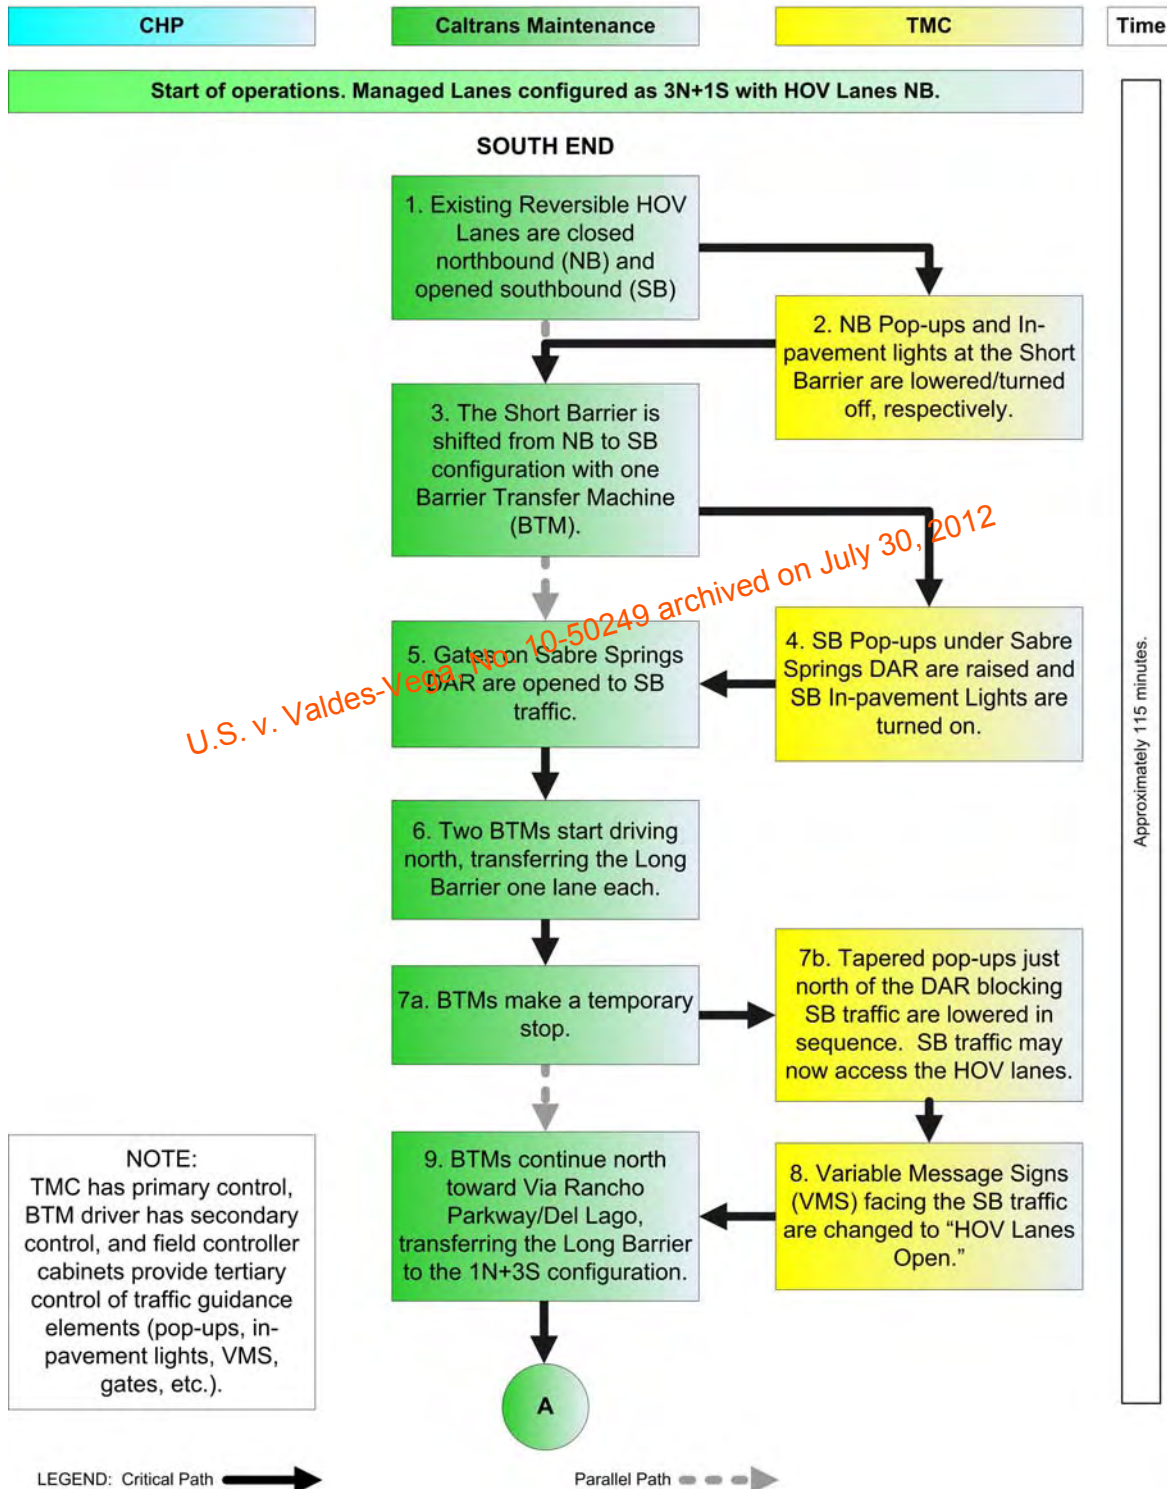 CHP
Caltrans Maintenance
TMC
Time
Start of operations. Managed Lanes configured as 3N+1S with HOV Lanes NB.
SOUTH END
1. Existing Reversible HOV
Lanes are closed
northbound (NB) and
opened southbound (SB)
2. NB Pop-ups and In-
pavement lights at the Short
Barrier are lowered/turned
off, respectively.
3. The Short Barrier is
shifted from NB to SB
configuration with one
Barrier Transfer Machine
(BTM).
4. SB Pop-ups under Sabre
Springs DAR are raised and
SB In-pavement Lights are
turned on.
5. Gates on Sabre Springs
DAR are opened to SB
traffic.
6. Two BTMs start driving
north, transferring the Long
Barrier one lane each.
7a. BTMs make a temporary
stop.
7b. Tapered pop-ups just
north of the DAR blocking
SB traffic are lowered in
sequence. SB traffic may
now access the HOV lanes.
8. Variable Message Signs
(VMS) facing the SB traffic
are changed to “HOV Lanes
Open.”
9. BTMs continue north
toward Via Rancho
Parkway/Del Lago,
transferring the Long Barrier
to the 1N+3S configuration.
A
Approximately 115 minutes.
NOTE:
TMC has primary control,
BTM driver has secondary
control, and field controller
cabinets provide tertiary
control of traffic guidance
elements (pop-ups, in-
pavement lights, VMS,
gates, etc.).
LEGEND: Critical Path
Parallel Path
U.S. v. Valdes-Vega, No. 10-50249 archived on July 30, 2012